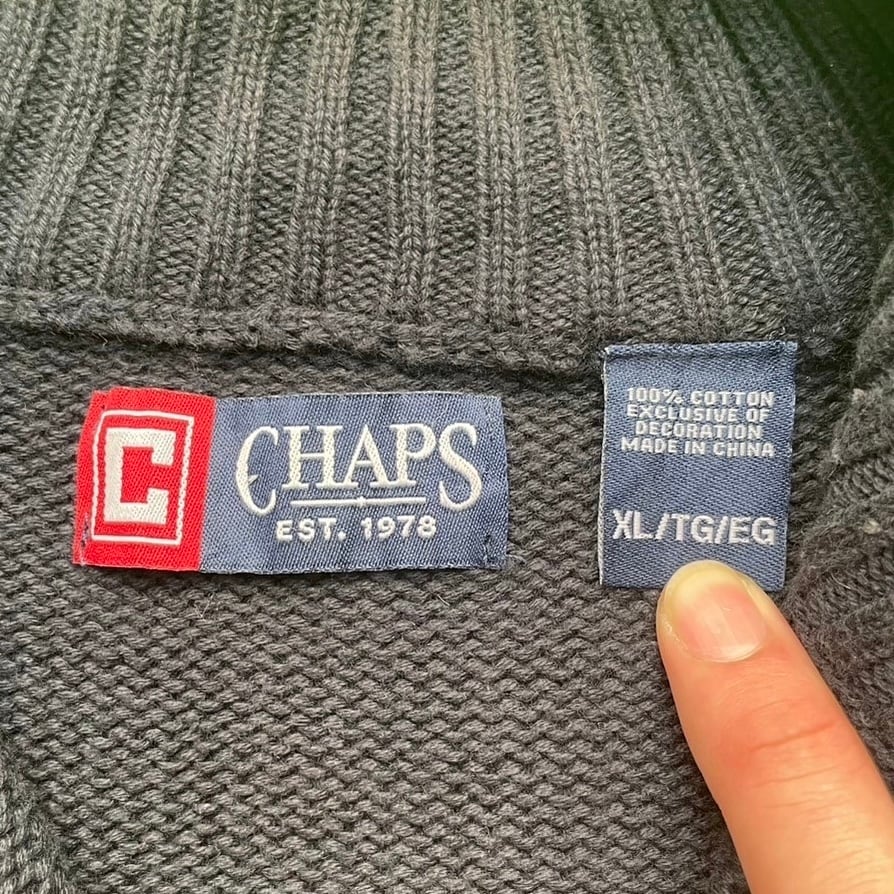 C
CHAPS
EST. 1978
100% COTTON
EXCLUSIVE OF
DECORATION
MADE IN CHINA
XL/TG/EG